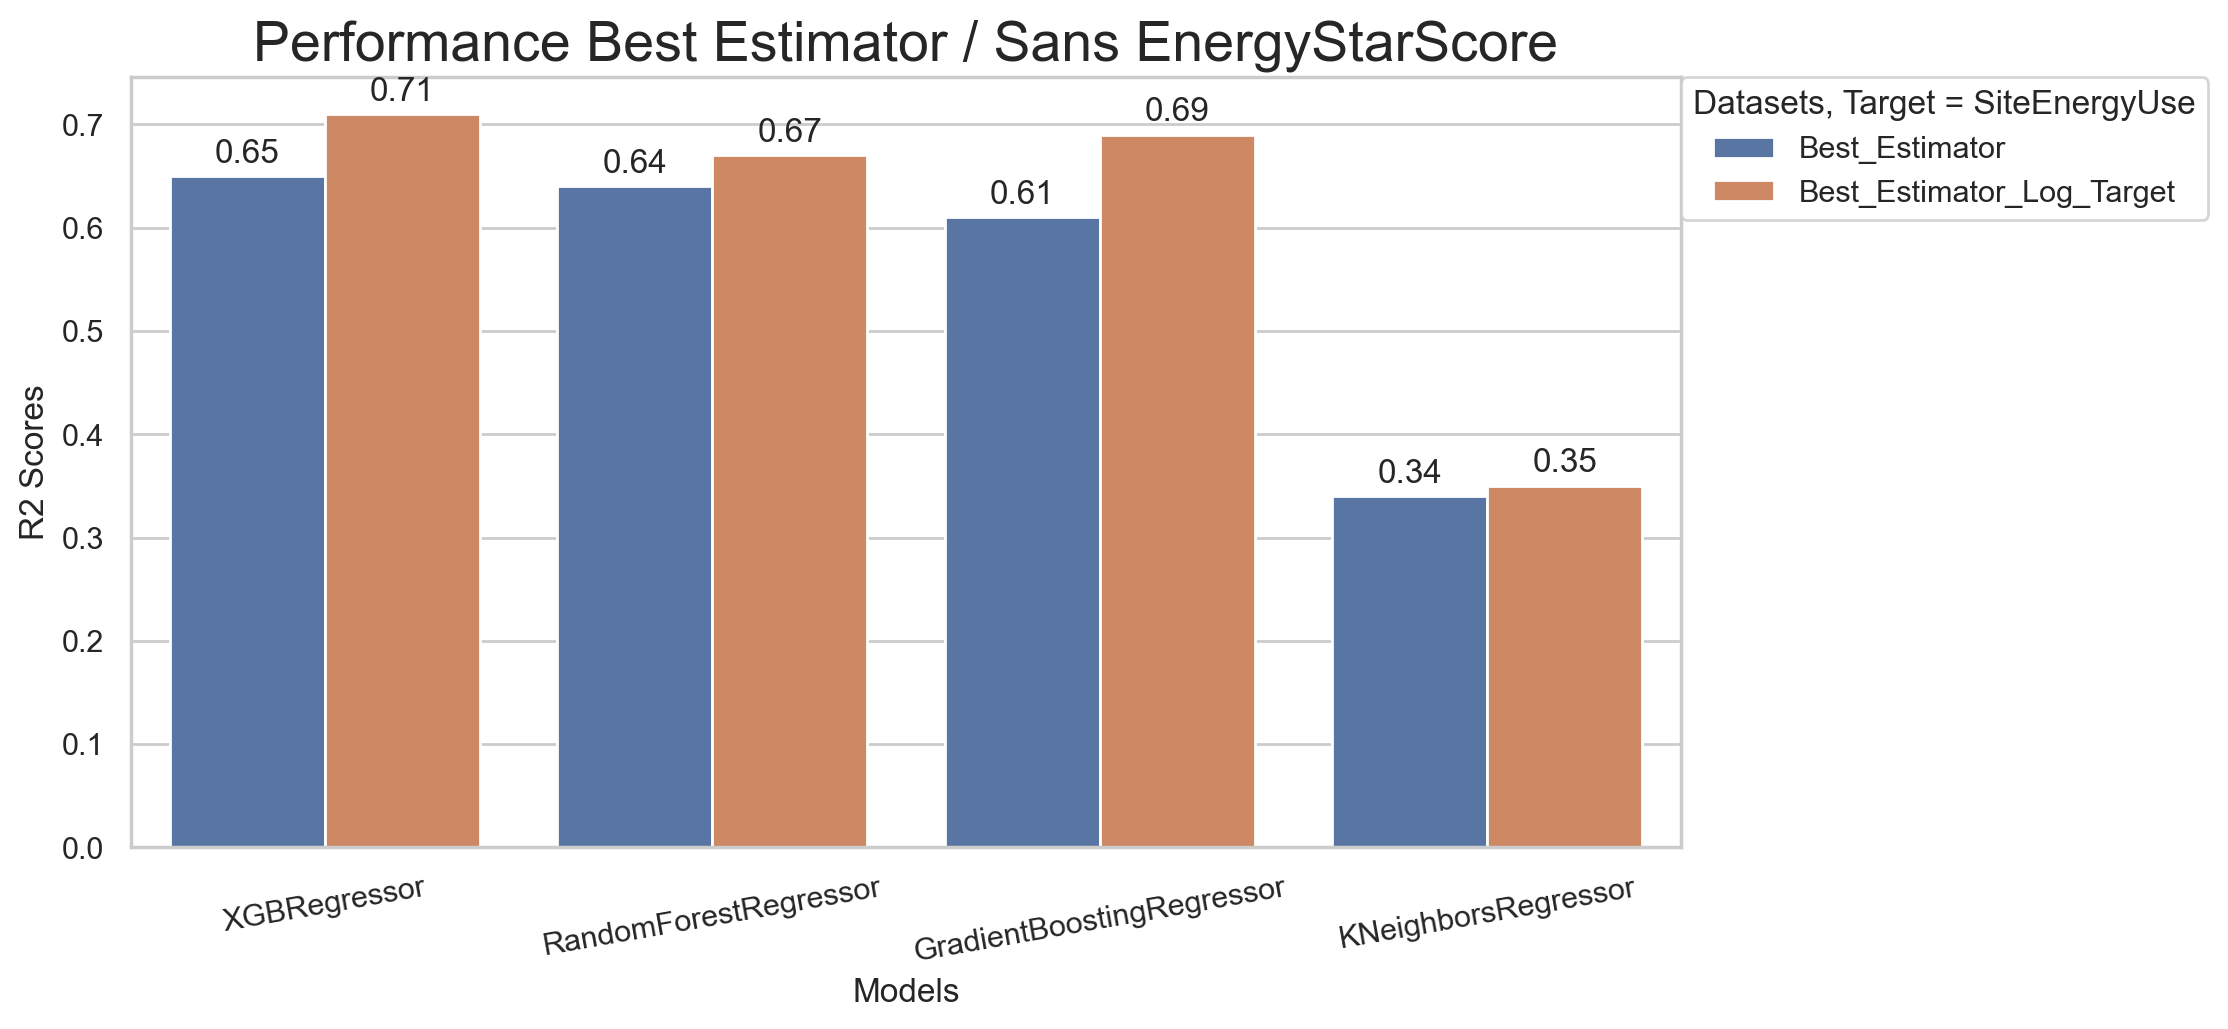 Performance Best Estimator / Sans EnergyStarScore
0.71
0.65
0.67
0.64
0.69
0.61
0.35
0.34
0.7
0.6
0.5
0.4
0.3
0.2
0.1
0.0
R2 Scores
XGBRegressor
RandomForestRegressor
GradientBoostingRegressor
KNeighborsRegressor
Models
Datasets, Target = SiteEnergyUse
Best_Estimator
Best_Estimator_Log_Target